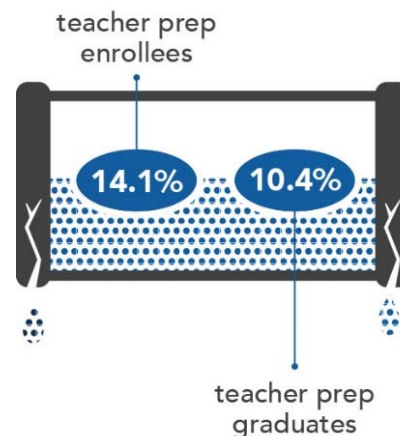 teacher prep
enrollees
14.1% 10.4%
teacher prep
graduates